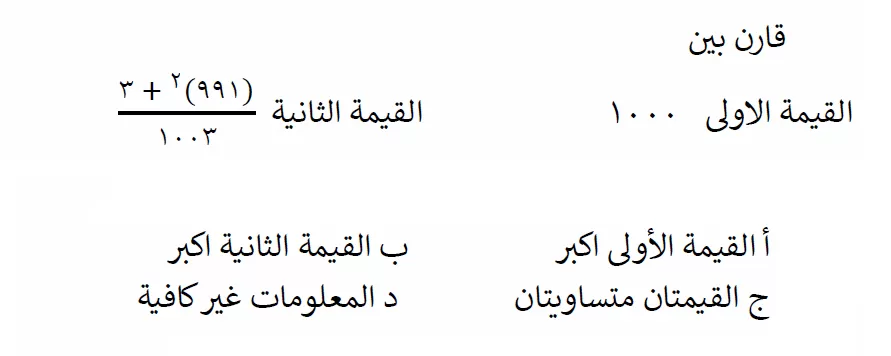 قارن بين
القيمة الاولى ١٠٠٠ القيمة الثانية (٩٩١)٢ + ٣
١٠٠٣
أ القيمة الأولى اكبر ب القيمة الثانية اكبر
ج القيمتان متساويتان د المعلومات غير كافية